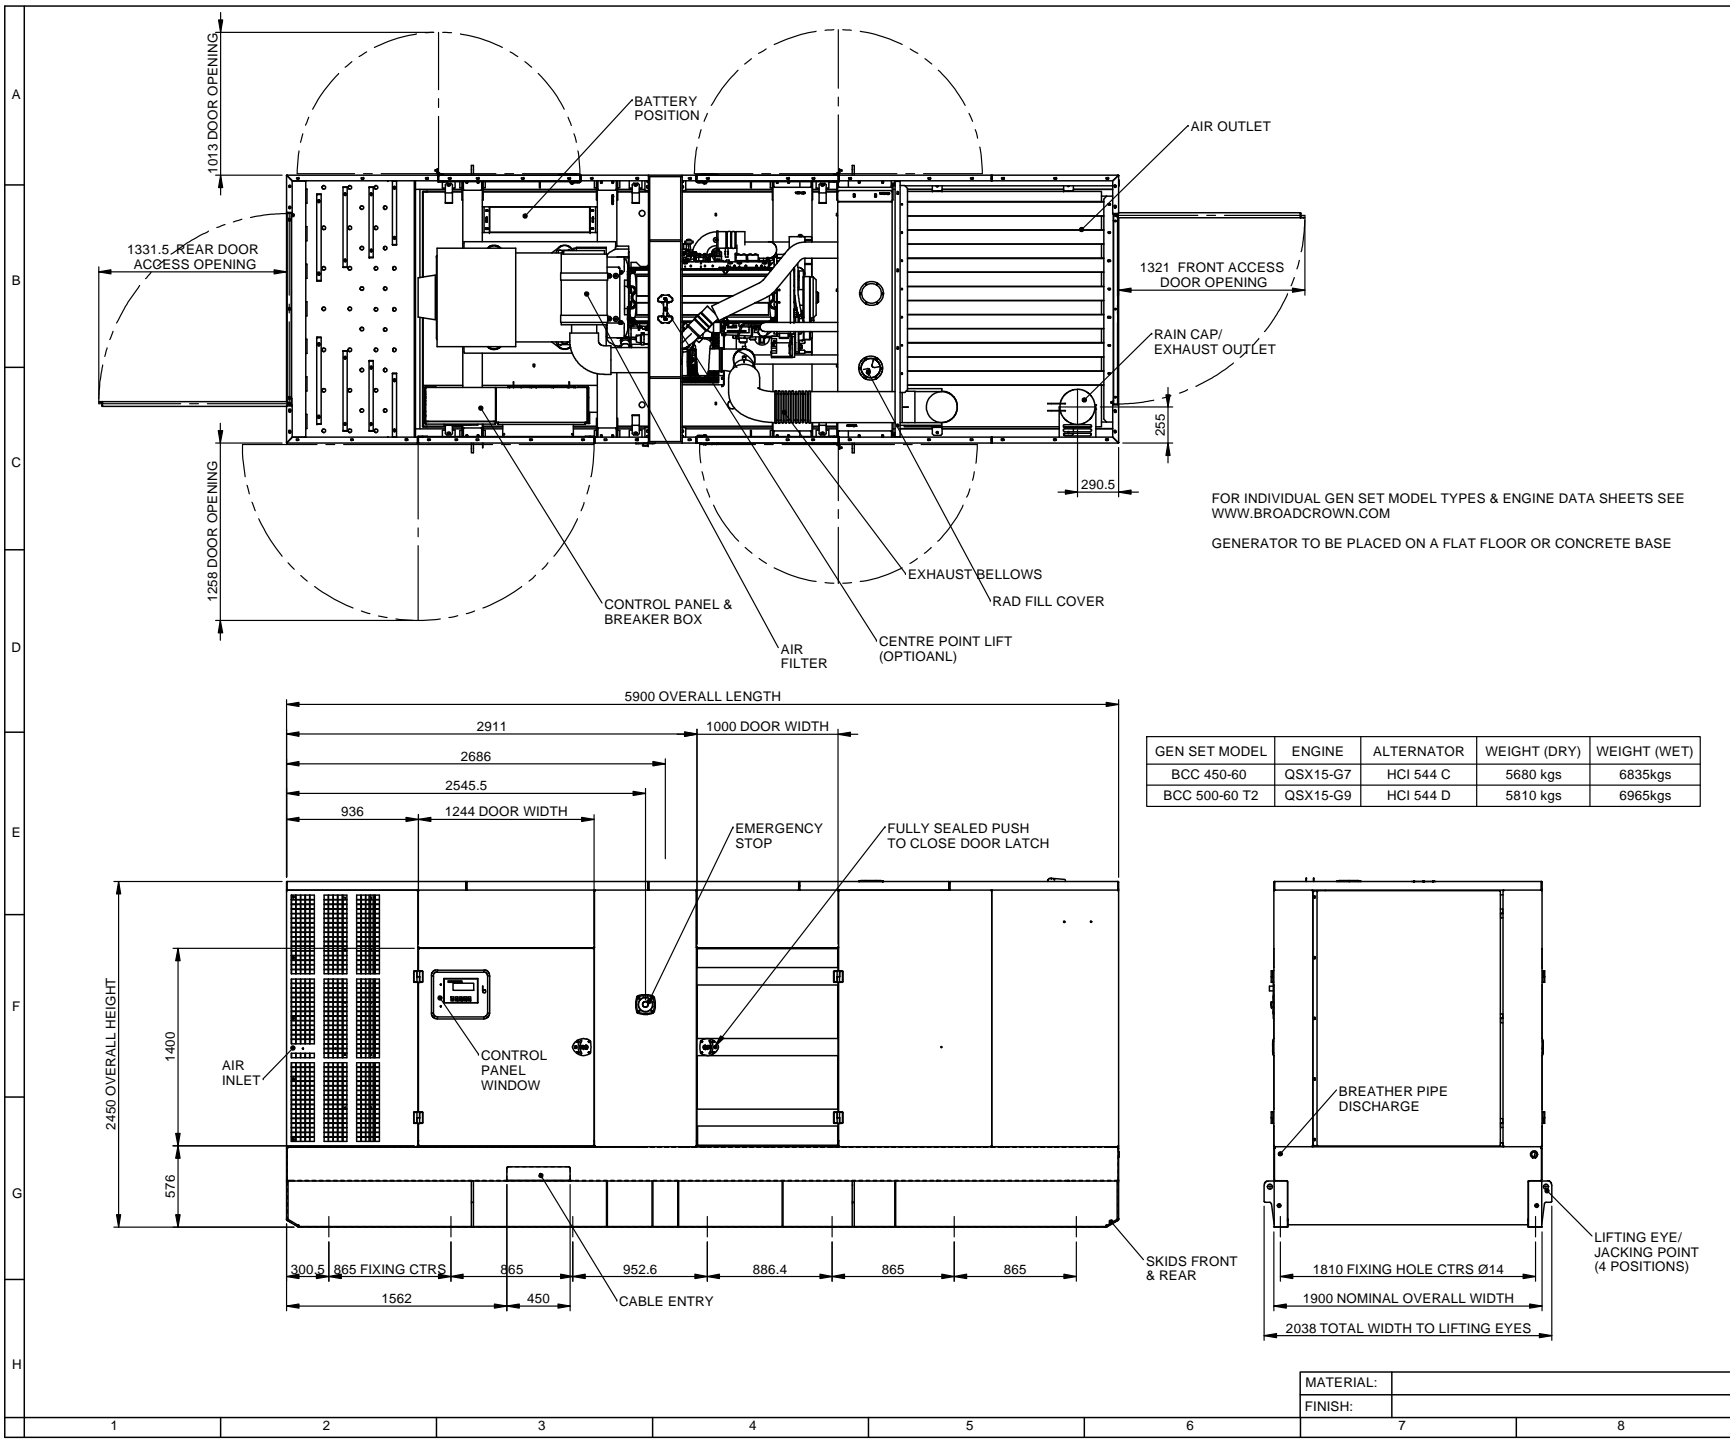 1013 DOOR OPENING
BATTERY
POSITION
AIR OUTLET
1331.5 REAR DOOR
ACCESS OPENING
1321 FRONT ACCESS
DOOR OPENING
RAIN CAP/
EXHAUST OUTLET
255
290.5
1258 DOOR OPENING
FOR INDIVIDUAL GEN SET MODEL TYPES & ENGINE DATA SHEETS SEE
WWW.BROADCROWN.COM
GENERATOR TO BE PLACED ON A FLAT FLOOR OR CONCRETE BASE
EXHAUST BELLOWS
RAD FILL COVER
CONTROL PANEL &
BREAKER BOX
CENTRE POINT LIFT
(OPTIOANL)
AIR
FILTER
5900 OVERALL LENGTH
2911
1000 DOOR WIDTH
2686
2545.5
936
1244 DOOR WIDTH
GEN SET MODEL ENGINE ALTERNATOR WEIGHT (DRY) WEIGHT (WET)
BCC 450-60 QSX15-G7 HCI 544 C 5680 kgs 6835kgs
BCC 500-60 T2 QSX15-G9 HCI 544 D 5810 kgs 6965kgs
EMERGENCY
STOP
FULLY SEALED PUSH
TO CLOSE DOOR LATCH
2450 OVERALL HEIGHT
1400
576
AIR
INLET
CONTROL
PANEL
WINDOW
BREATHER PIPE
DISCHARGE
300.5
865 FIXING CTRS
865
952.6
886.4
865
865
1562
450
CABLE ENTRY
SKIDS FRONT
& REAR
LIFTING EYE/
JACKING POINT
(4 POSITIONS)
1810 FIXING HOLE CTRS Ø14
1900 NOMINAL OVERALL WIDTH
2038 TOTAL WIDTH TO LIFTING EYES
MATERIAL:
FINISH:
A
B
C
D
E
F
G
H
1 2 3 4 5 6 7 8